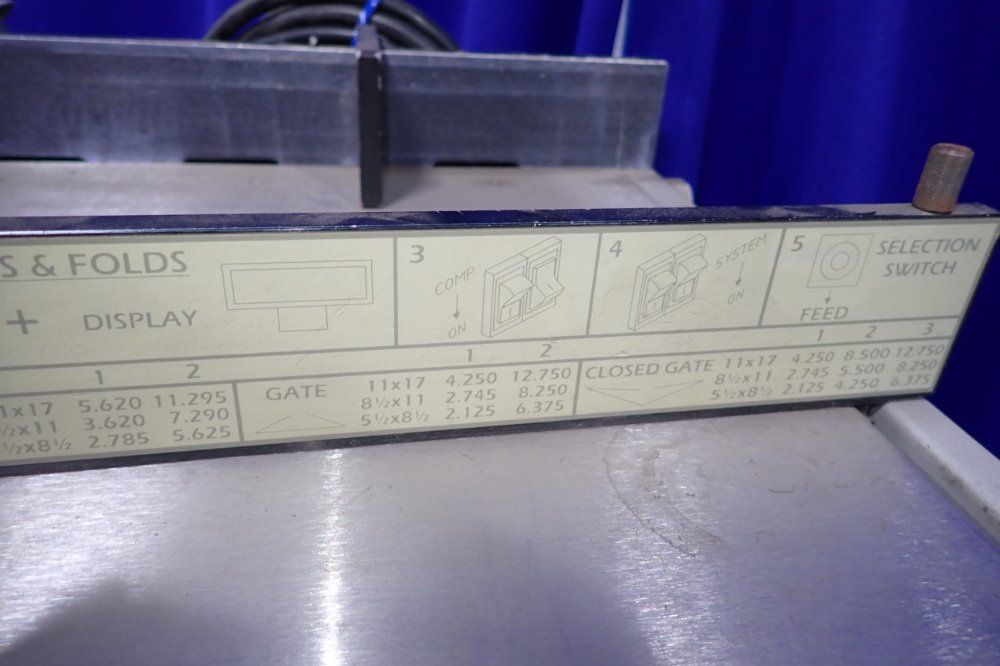 S & FOLDS
+ DISPLAY
3
COMP
ON
4
SYSTEM
ON
5
SELECTION
SWITCH
FEED
1 2
1x17 5.620 11.295
½x11 3.620 7.290
½x8½ 2.785 5.625
GATE
1 2
11x17 4.250 12.750
8½x11 2.745 8.250
5½x8½ 2.125 6.375
CLOSED GATE
1 2 3
11x17 4.250 8.500 12.750
8½x11 2.745 5.500 8.250
5½x8½ 2.125 4.250 6.375